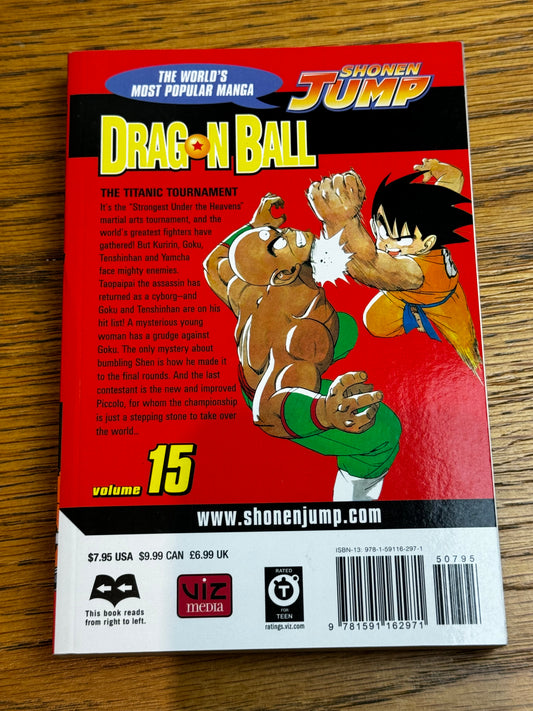 THE WORLD'S
MOST POPULAR MANGA
SHONEN
JUMP
DRAGON BALL
THE TITANIC TOURNAMENT
It's the "Strongest Under the Heavens"
martial arts tournament, and the
world's greatest fighters have
gathered! But Kuririn, Goku,
Tenshinhan and Yamcha
face mighty enemies.
Taopaipai the assassin has
returned as a cyborg–and
Goku and Tenshinhan are on his
hit list! A mysterious young
woman has a grudge against
Goku. The only mystery about
bumbling Shen is how he made it
to the final rounds. And the last
contestant is the new and improved
Piccolo, for whom the championship
is just a stepping stone to take over
the world...
volume 15
www.shonenjump.com
$7.95 USA $9.99 CAN £6.99 UK
ISBN-13: 978-1-59116-297-1
50795
This book reads
from right to left.
VIZ
MEDIA
RATED
T
FOR
TEEN
ratings.viz.com
9 781591 162971